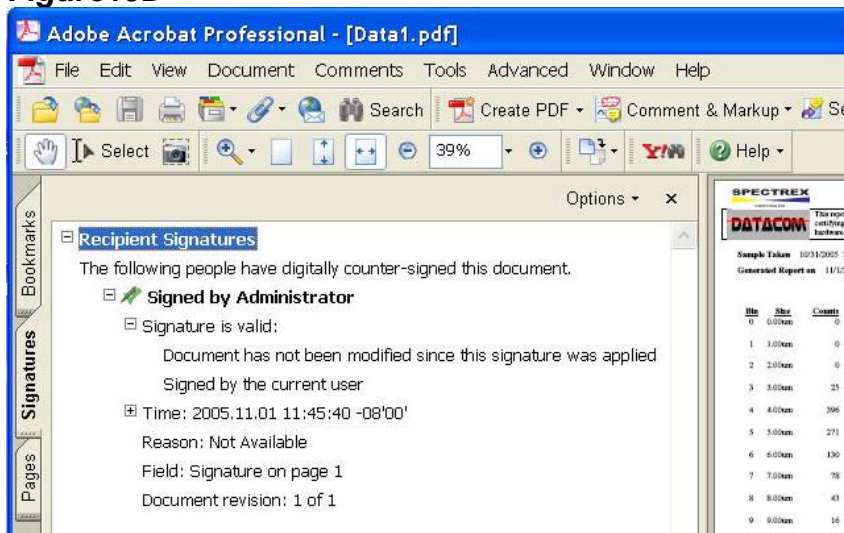 Adobe Acrobat Professional - [Data1.pdf]
File Edit View Document Comments Tools Advanced Window Help
Search Create PDF Comment & Markup
Select 39% Y! Help
Options x
Bookmarks
Signatures
Pages
Recipient Signatures
The following people have digitally counter-signed this document.
Signed by Administrator
Signature is valid:
Document has not been modified since this signature was applied
Signed by the current user
Time: 2005.11.01 11:45:40 -08'00'
Reason: Not Available
Field: Signature on page 1
Document revision: 1 of 1
SPECTREX
DATACOM
Sample Taken 10/31/2005
Generated Report on
Bin Size Counts
0 0.00um 0
1 1.00um 0
2 2.00um 0
3 3.00um 25
4 4.00um 396
5 5.00um 271
6 6.00um 130
7 7.00um 78
8 8.00um 43
9 9.00um 16